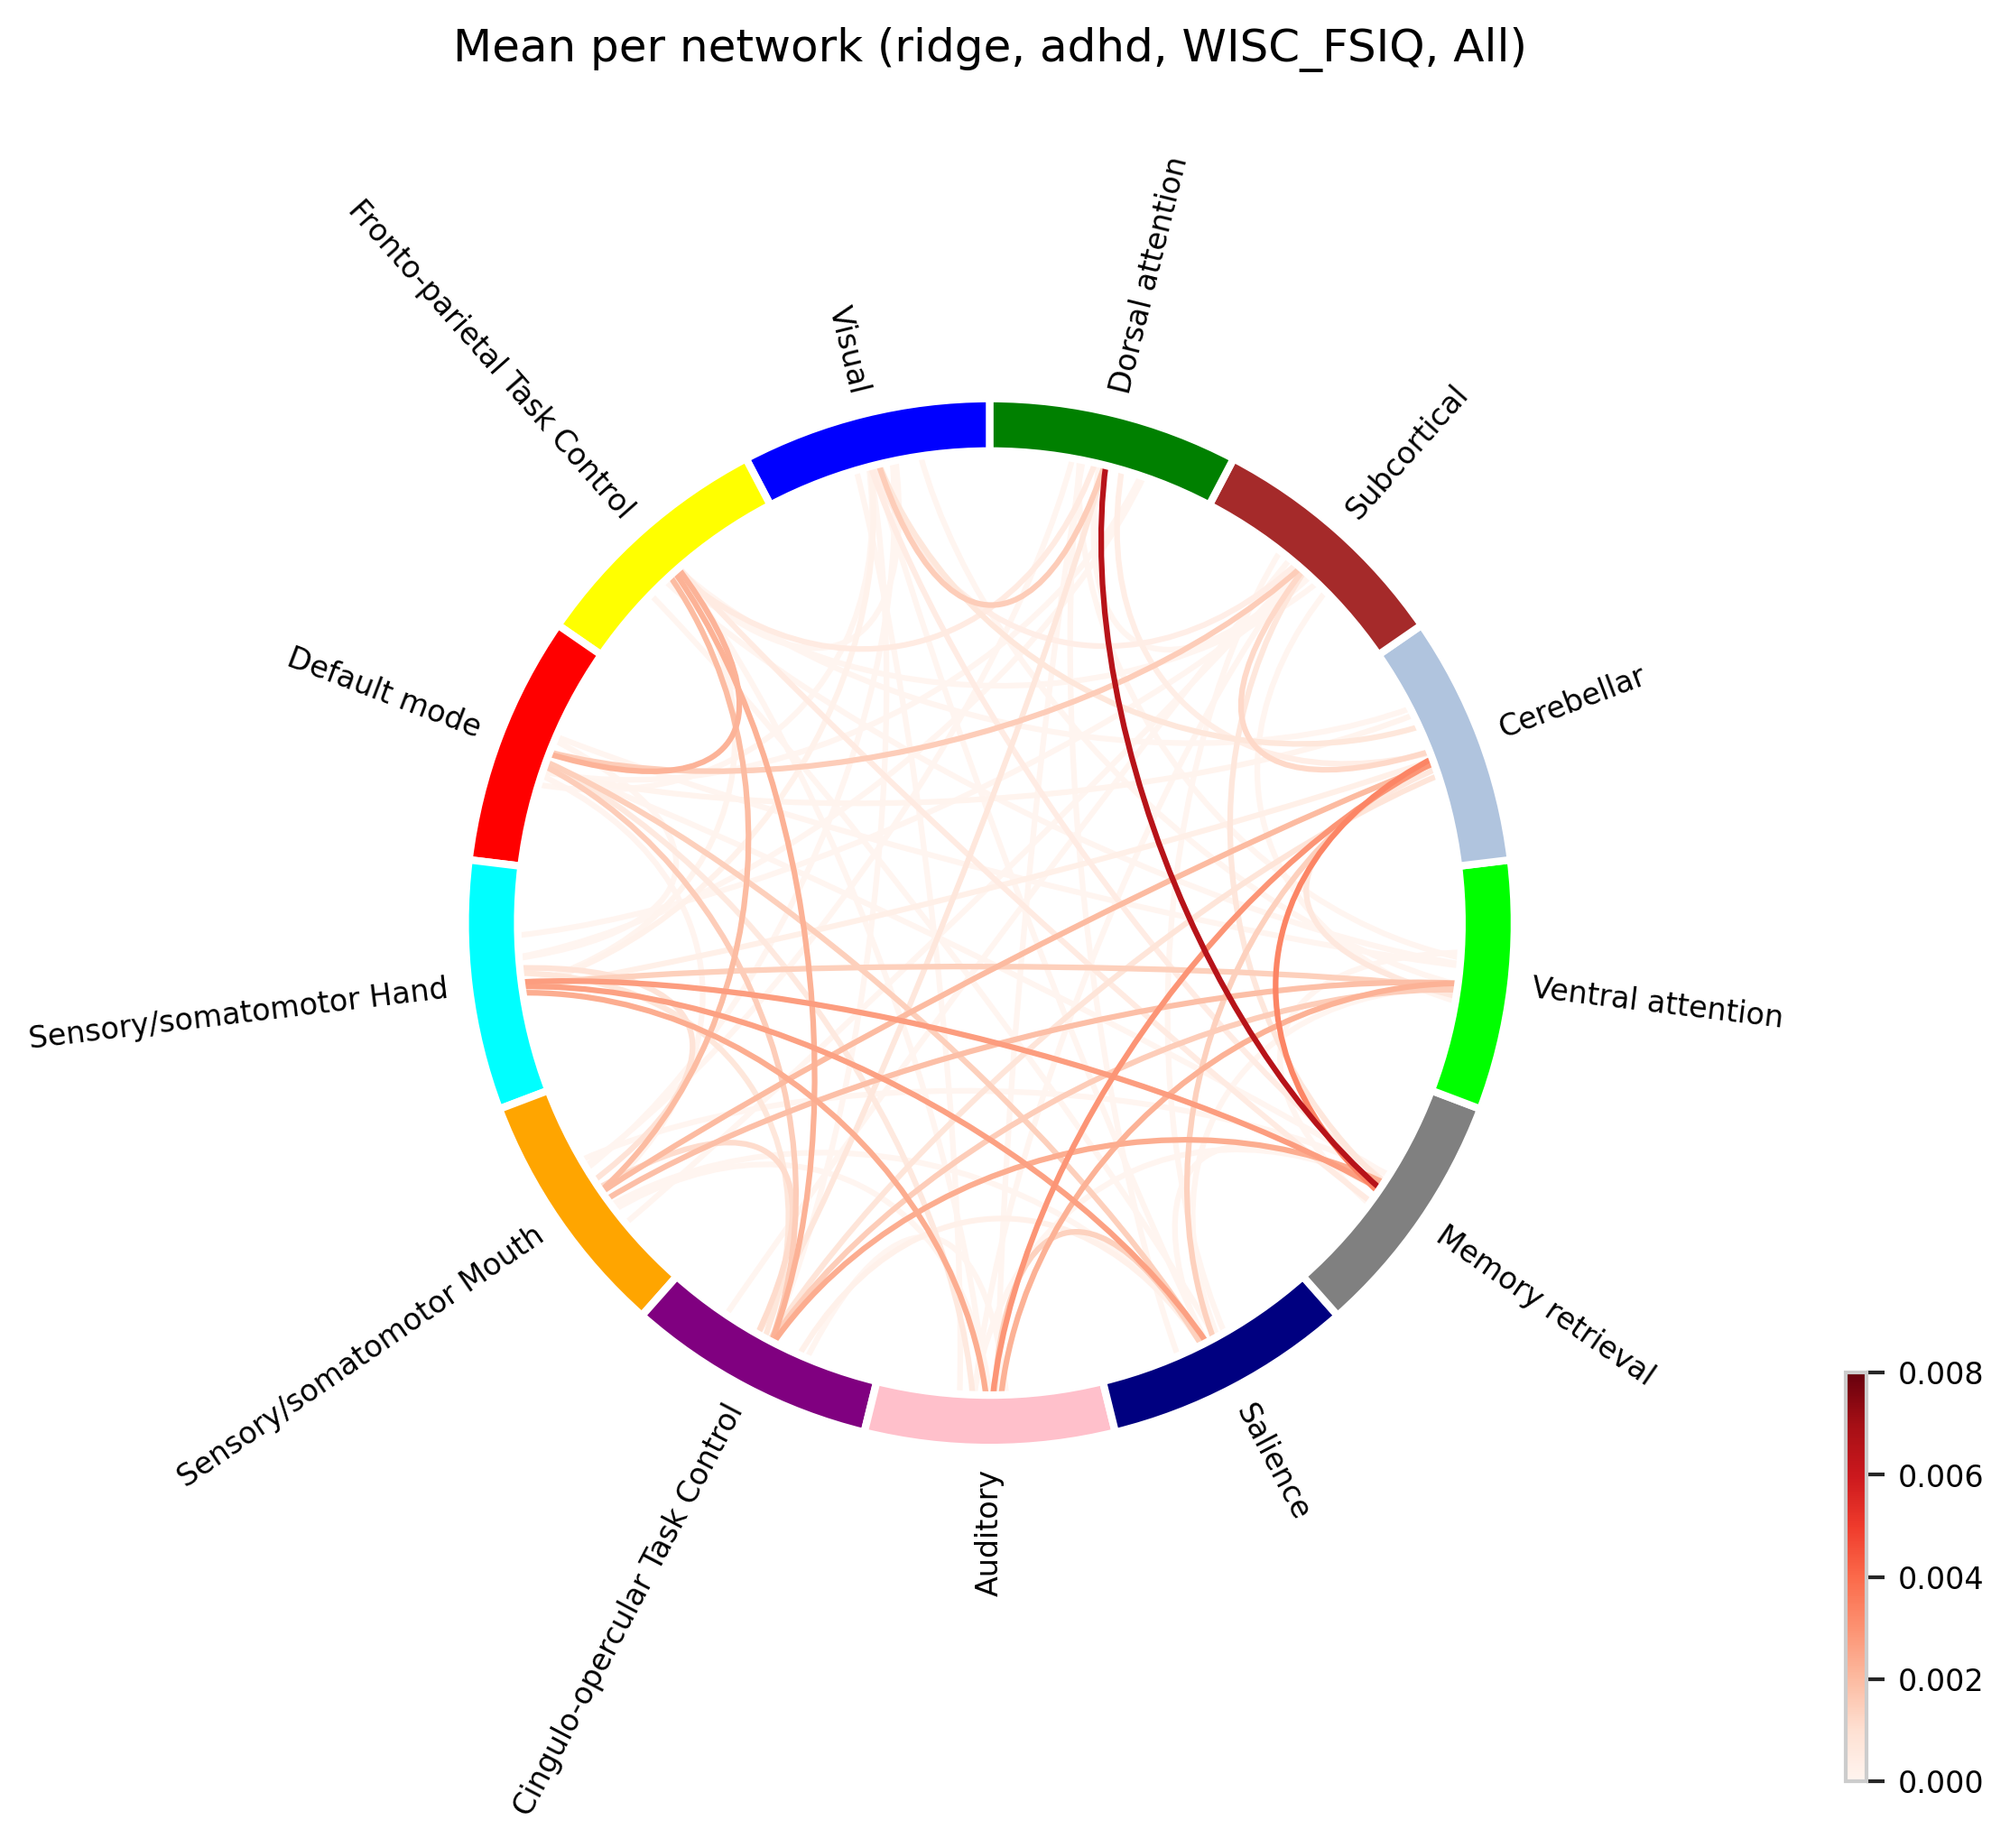 Mean per network (ridge, adhd, WISC_FSIQ, All)
Dorsal attention
Visual
Fronto-parietal Task Control
Subcortical
Default mode
Cerebellar
Sensory/somatomotor Hand
Ventral attention
Sensory/somatomotor Mouth
Memory retrieval
Cingulo-opercular Task Control
Auditory
Salience
0.008
0.006
0.004
0.002
0.000